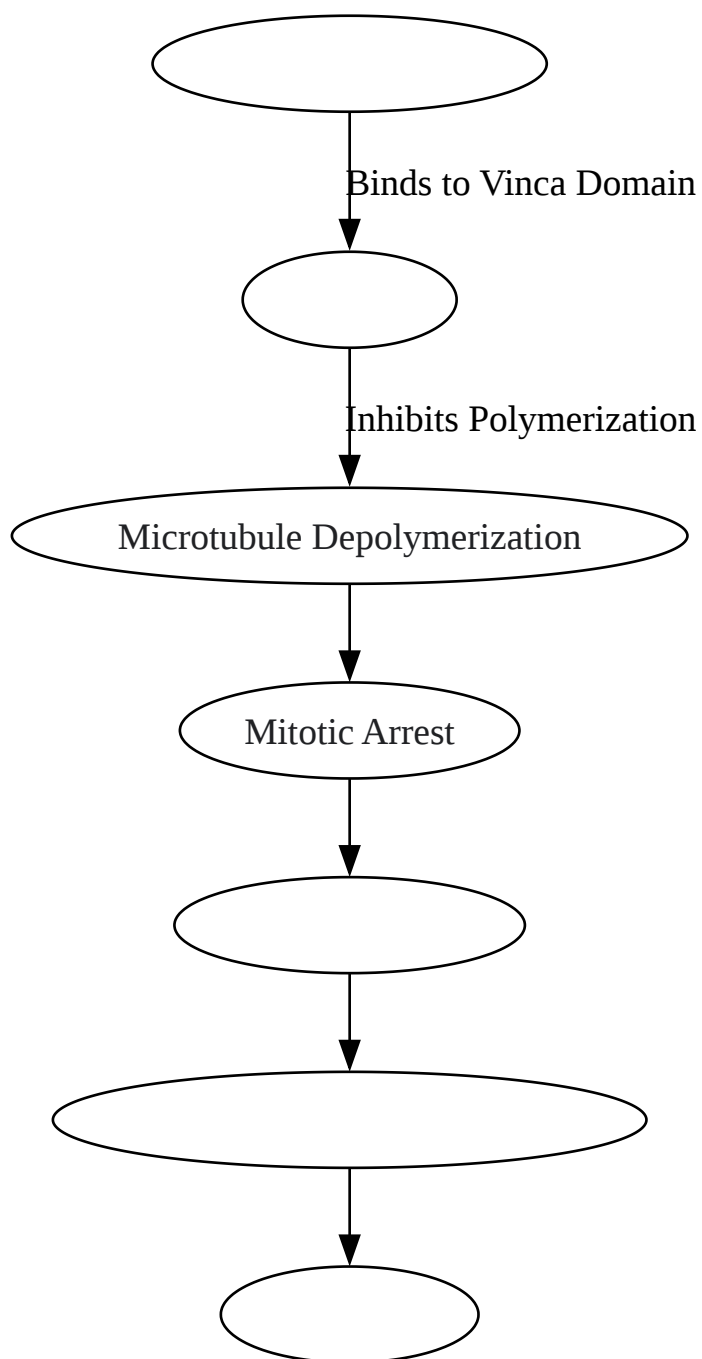 Binds to Vinca Domain
Inhibits Polymerization
Microtubule Depolymerization
Mitotic Arrest